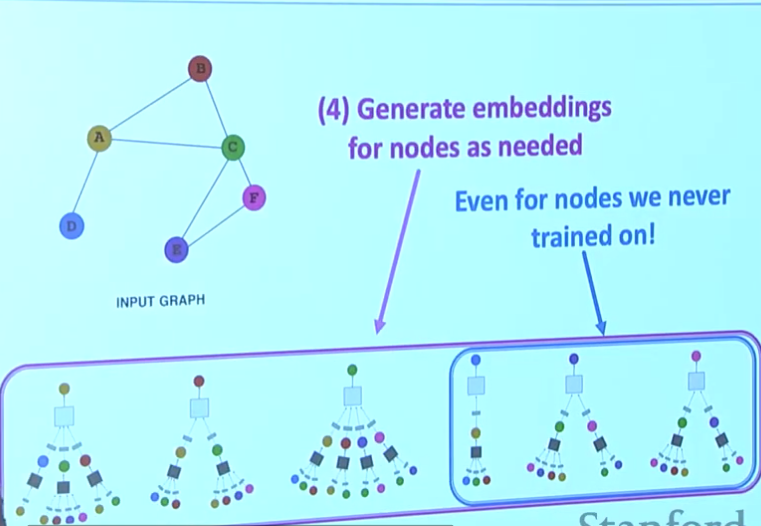 (4) Generate embeddings
for nodes as needed
Even for nodes we never
trained on!
B
A
C
F
D
E
INPUT GRAPH
Stanford